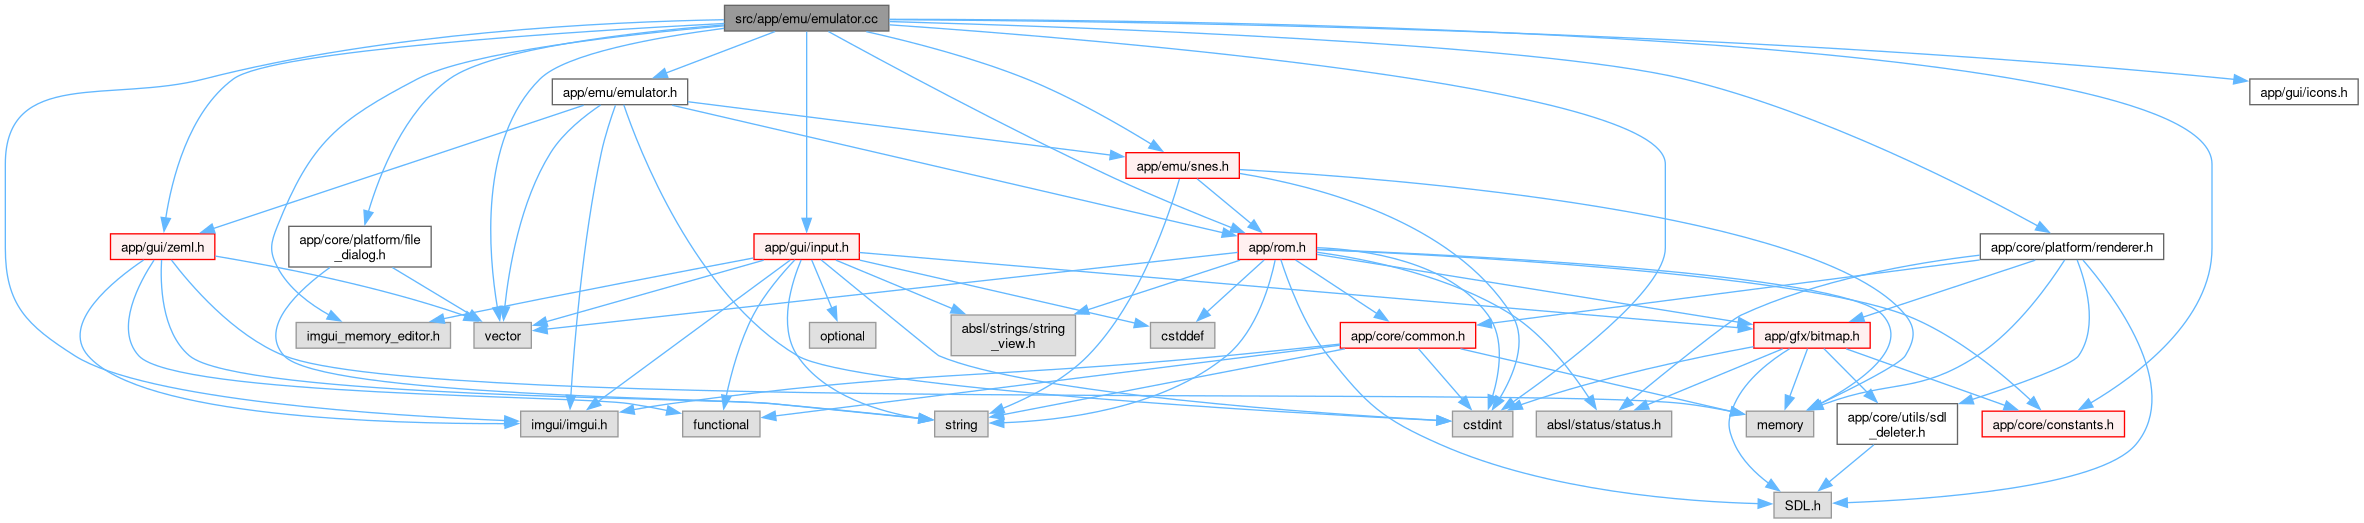 src/app/emu/emulator.cc
app/emu/emulator.h
app/gui/icons.h
app/emu/snes.h
app/gui/zeml.h
app/core/platform/file
_dialog.h
app/gui/input.h
app/rom.h
app/core/platform/renderer.h
imgui_memory_editor.h
vector
optional
absl/strings/string
_view.h
cstddef
app/core/common.h
app/gfx/bitmap.h
imgui/imgui.h
functional
string
cstdint
absl/status/status.h
memory
app/core/utils/sdl
_deleter.h
app/core/constants.h
SDL.h